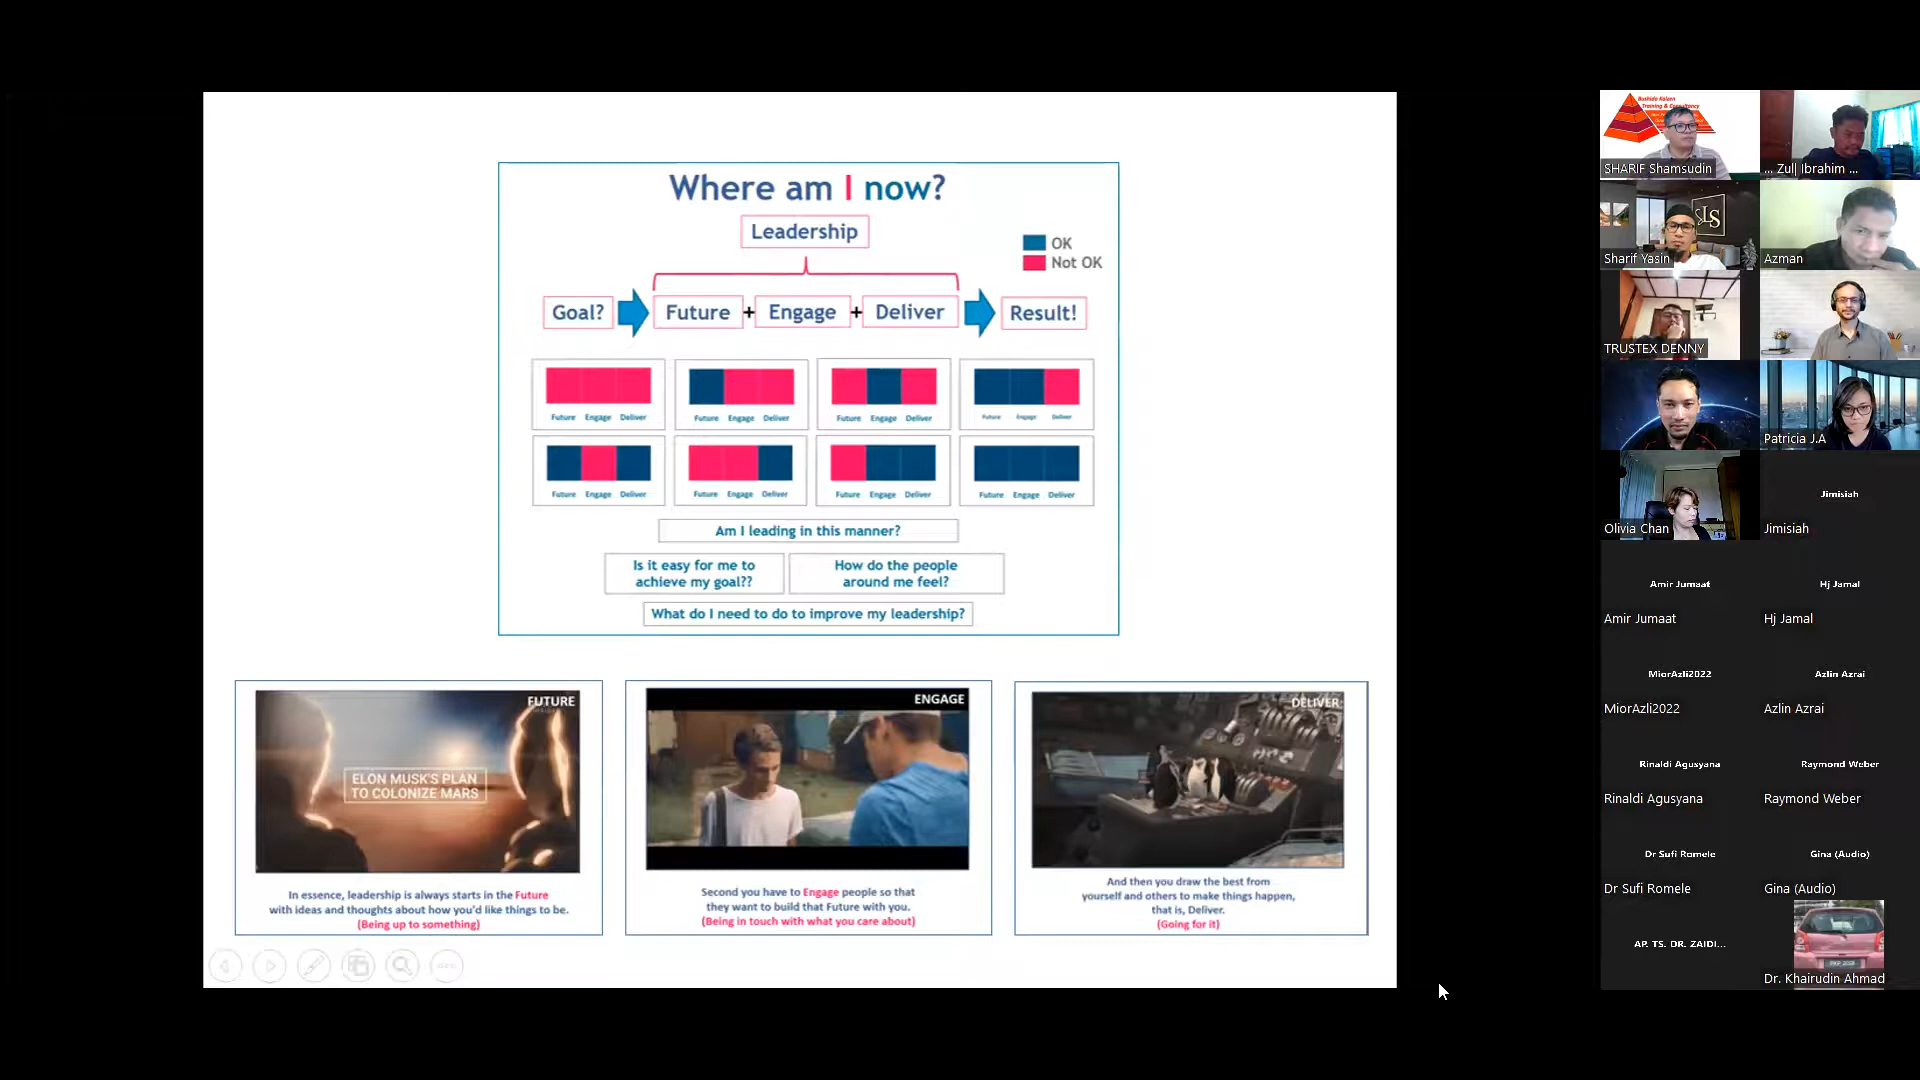 Where am I now?
Leadership
OK
Not OK
Goal?
Future + Engage + Deliver
Result!
Future Engage Deliver
Future Engage Deliver
Future Engage Deliver
Future Engage Deliver
Future Engage Deliver
Future Engage Deliver
Future Engage Deliver
Future Engage Deliver
Am I leading in this manner?
Is it easy for me to
achieve my goal??
How do the people
around me feel?
What do I need to do to improve my leadership?
FUTURE
ELON MUSK'S PLAN
TO COLONIZE MARS
In essence, leadership is always starts in the Future
with ideas and thoughts about how you'd like things to be.
(Being up to something)
ENGAGE
Second you have to Engage people so that
they want to build that Future with you.
(Being in touch with what you care about)
DELIVER
And then you draw the best from
yourself and others to make things happen,
that is, Deliver.
(Going for it)
Bushido Kaizen
Training & Consultancy
SHARIF Shamsudin
... Zul| Ibrahim ...
SLS
Sharif Yasin
Azman
TRUSTEX DENNY
Patricia J.A
Olivia Chan
Jimisiah
Jimisiah
Amir Jumaat
Amir Jumaat
Hj Jamal
Hj Jamal
MiorAzli2022
MiorAzli2022
Azlin Azrai
Azlin Azrai
Rinaldi Agusyana
Rinaldi Agusyana
Raymond Weber
Raymond Weber
Dr Sufi Romele
Dr Sufi Romele
Gina (Audio)
Gina (Audio)
AP. TS. DR. ZAIDI...
Dr. Khairudin Ahmad